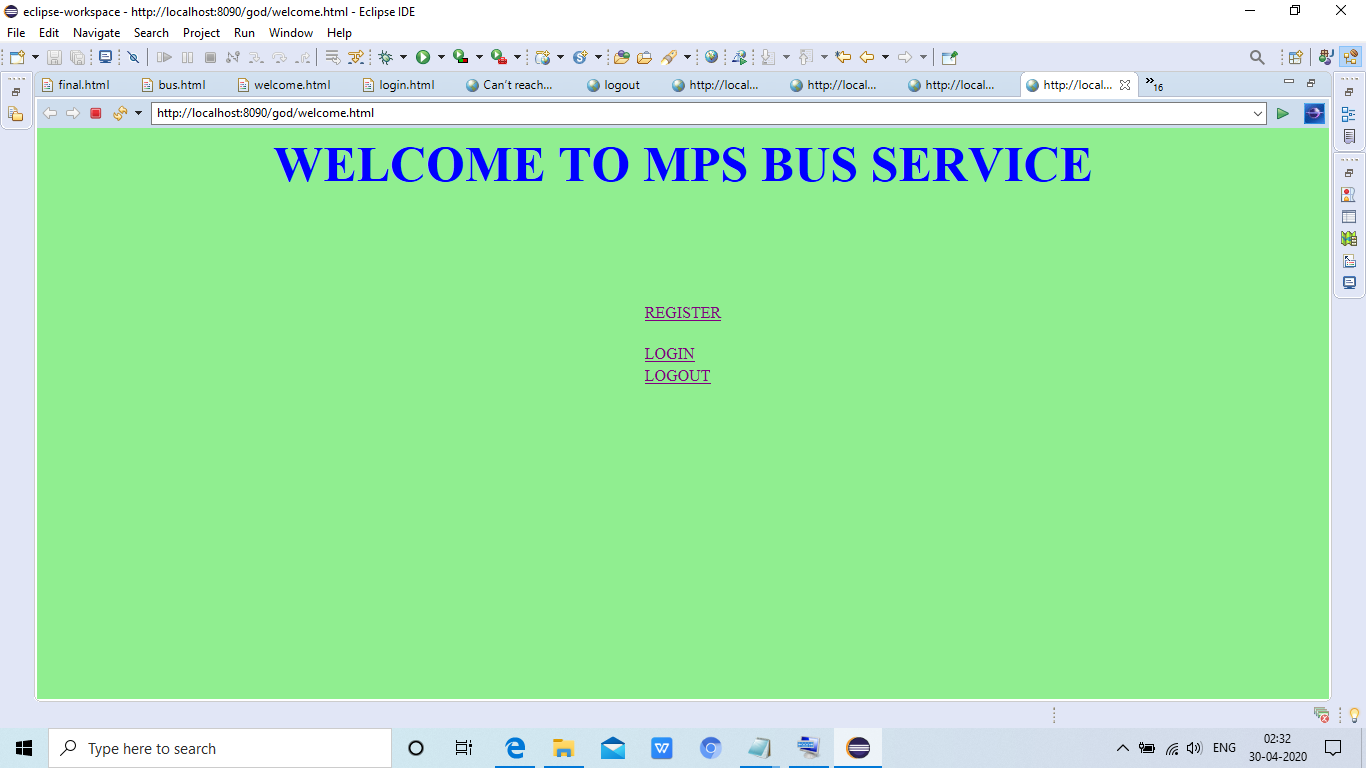 eclipse-workspace - http://localhost:8090/god/welcome.html - Eclipse IDE
File Edit Navigate Search Project Run Window Help
final.html bus.html welcome.html login.html Can't reach... logout http://local... http://local... http://local... http://local... 16
http://localhost:8090/god/welcome.html
WELCOME TO MPS BUS SERVICE
REGISTER
LOGIN
LOGOUT
Type here to search
ENG
02:32
30-04-2020